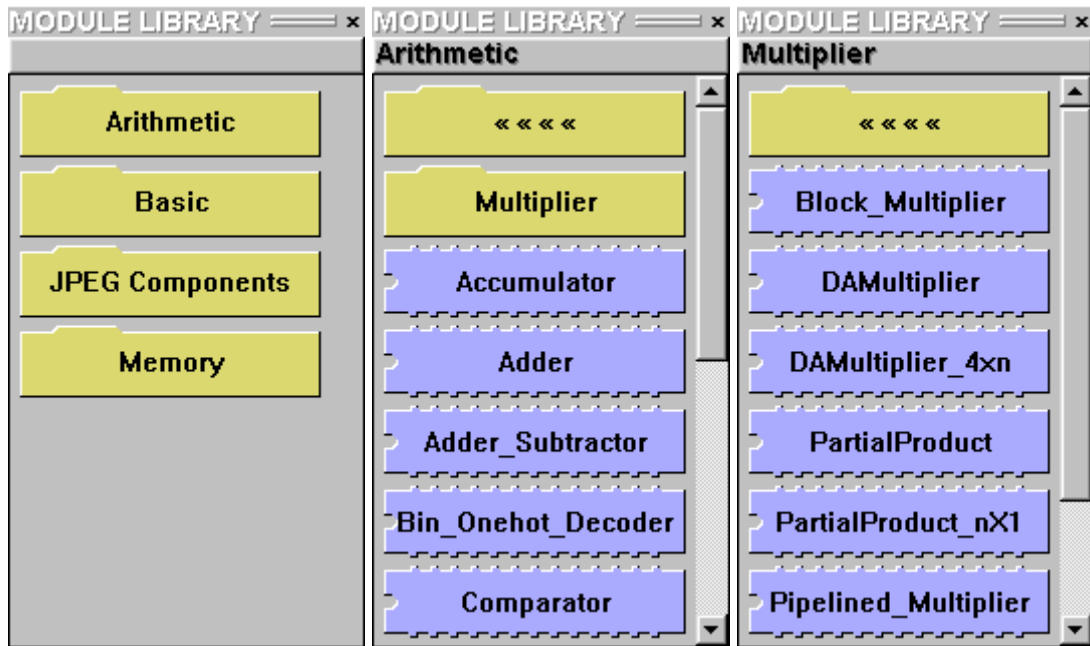 MODULE LIBRARY
Arithmetic
Basic
JPEG Components
Memory
MODULE LIBRARY
Arithmetic
« « « «
Multiplier
Accumulator
Adder
Adder_Subtractor
Bin_Onehot_Decoder
Comparator
MODULE LIBRARY
Multiplier
« « « «
Block_Multiplier
DAMultiplier
DAMultiplier_4xn
PartialProduct
PartialProduct_nX1
Pipelined_Multiplier